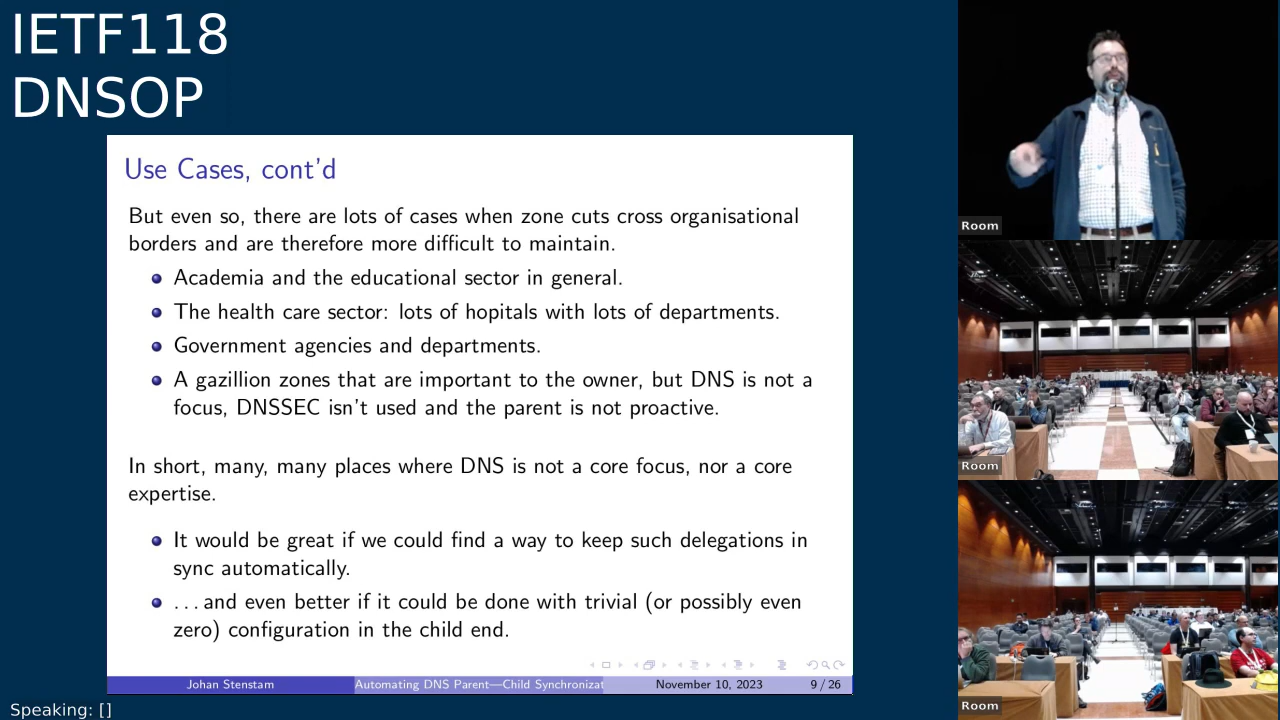 IETF118
DNSOP
Use Cases, cont'd
But even so, there are lots of cases when zone cuts cross organisational
borders and are therefore more difficult to maintain.
Academia and the educational sector in general.
The health care sector: lots of hopitals with lots of departments.
Government agencies and departments.
A gazillion zones that are important to the owner, but DNS is not a
focus, DNSSEC isn't used and the parent is not proactive.
In short, many, many places where DNS is not a core focus, nor a core
expertise.
It would be great if we could find a way to keep such delegations in
sync automatically.
...and even better if it could be done with trivial (or possibly even
zero) configuration in the child end.
Johan Stenstam
Automating DNS Parent—Child Synchronizat
November 10, 2023
9 / 26
Speaking: []
Room
Room
Room